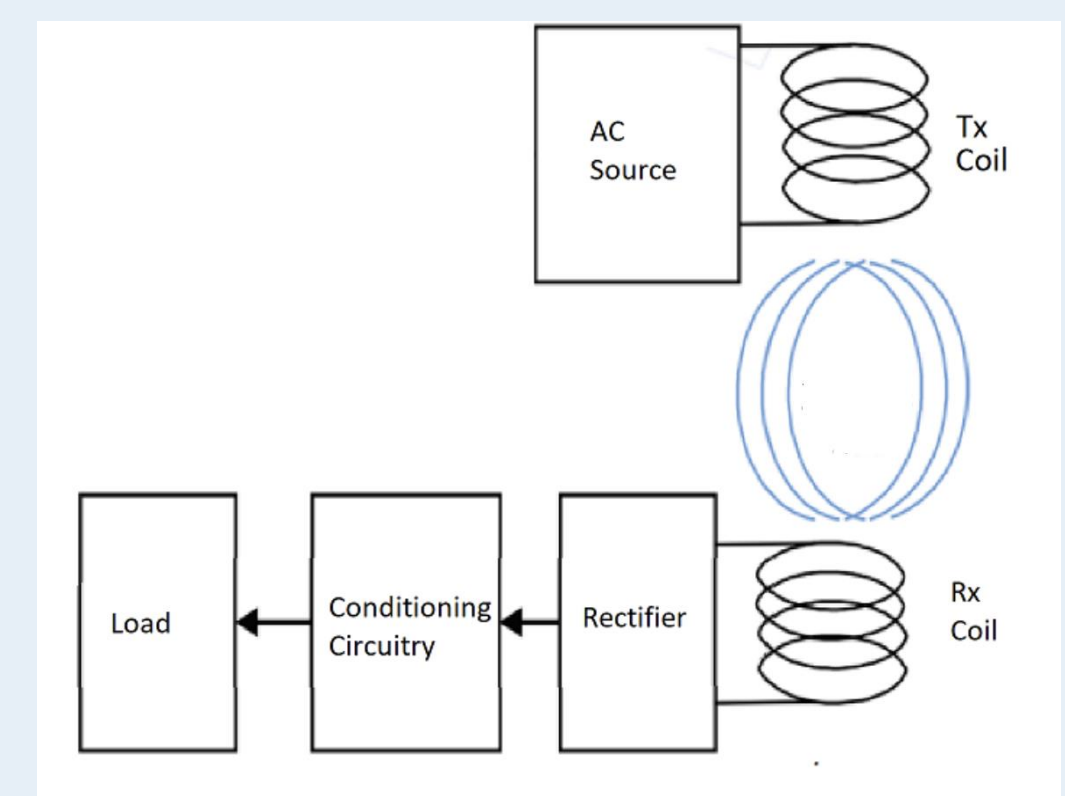 AC
Source
Tx
Coil
Load
Conditioning
Circuitry
Rectifier
Rx
Coil